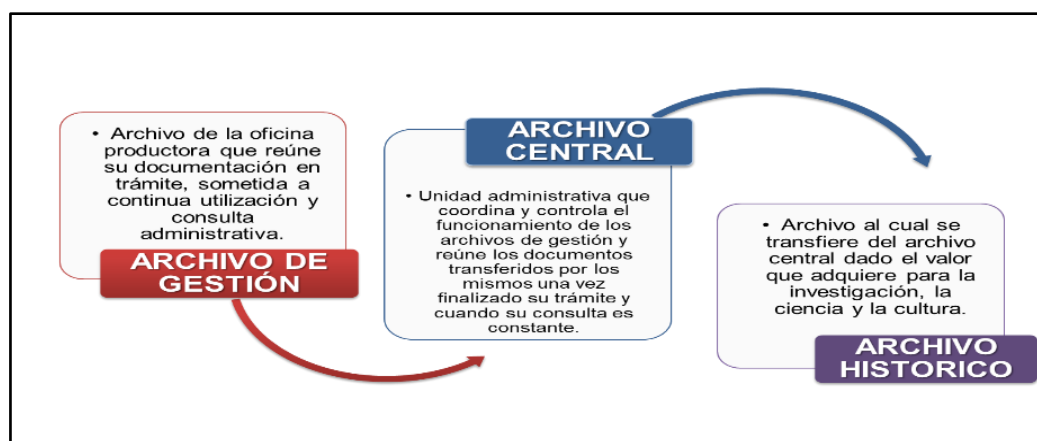 • Archivo de la oficina
productora que reúne
su documentación en
trámite, sometida a
continua utilización y
consulta
administrativa.
ARCHIVO DE
GESTIÓN
ARCHIVO
CENTRAL
• Unidad administrativa que
coordina y controla el
funcionamiento de los
archivos de gestión y
reúne los documentos
transferidos por los
mismos una vez
finalizado su trámite y
cuando su consulta es
constante.
• Archivo al cual se
transfiere del archivo
central dado el valor
que adquiere para la
investigación, la
ciencia y la cultura.
ARCHIVO
HISTORICO